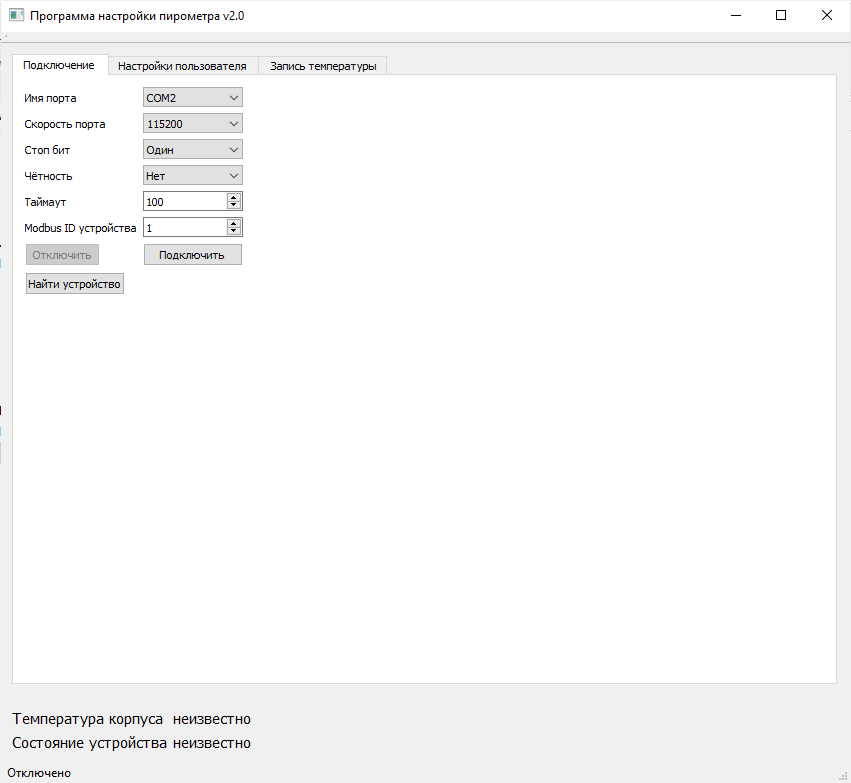 Программа настройки пирометра v2.0
Подключение Настройки пользователя Запись температуры
Имя порта COM2
Скорость порта 115200
Стоп бит Один
Чётность Нет
Таймаут 100
Modbus ID устройства 1
Отключить Подключить
Найти устройство
Температура корпуса неизвестно
Состояние устройства неизвестно
Отключено